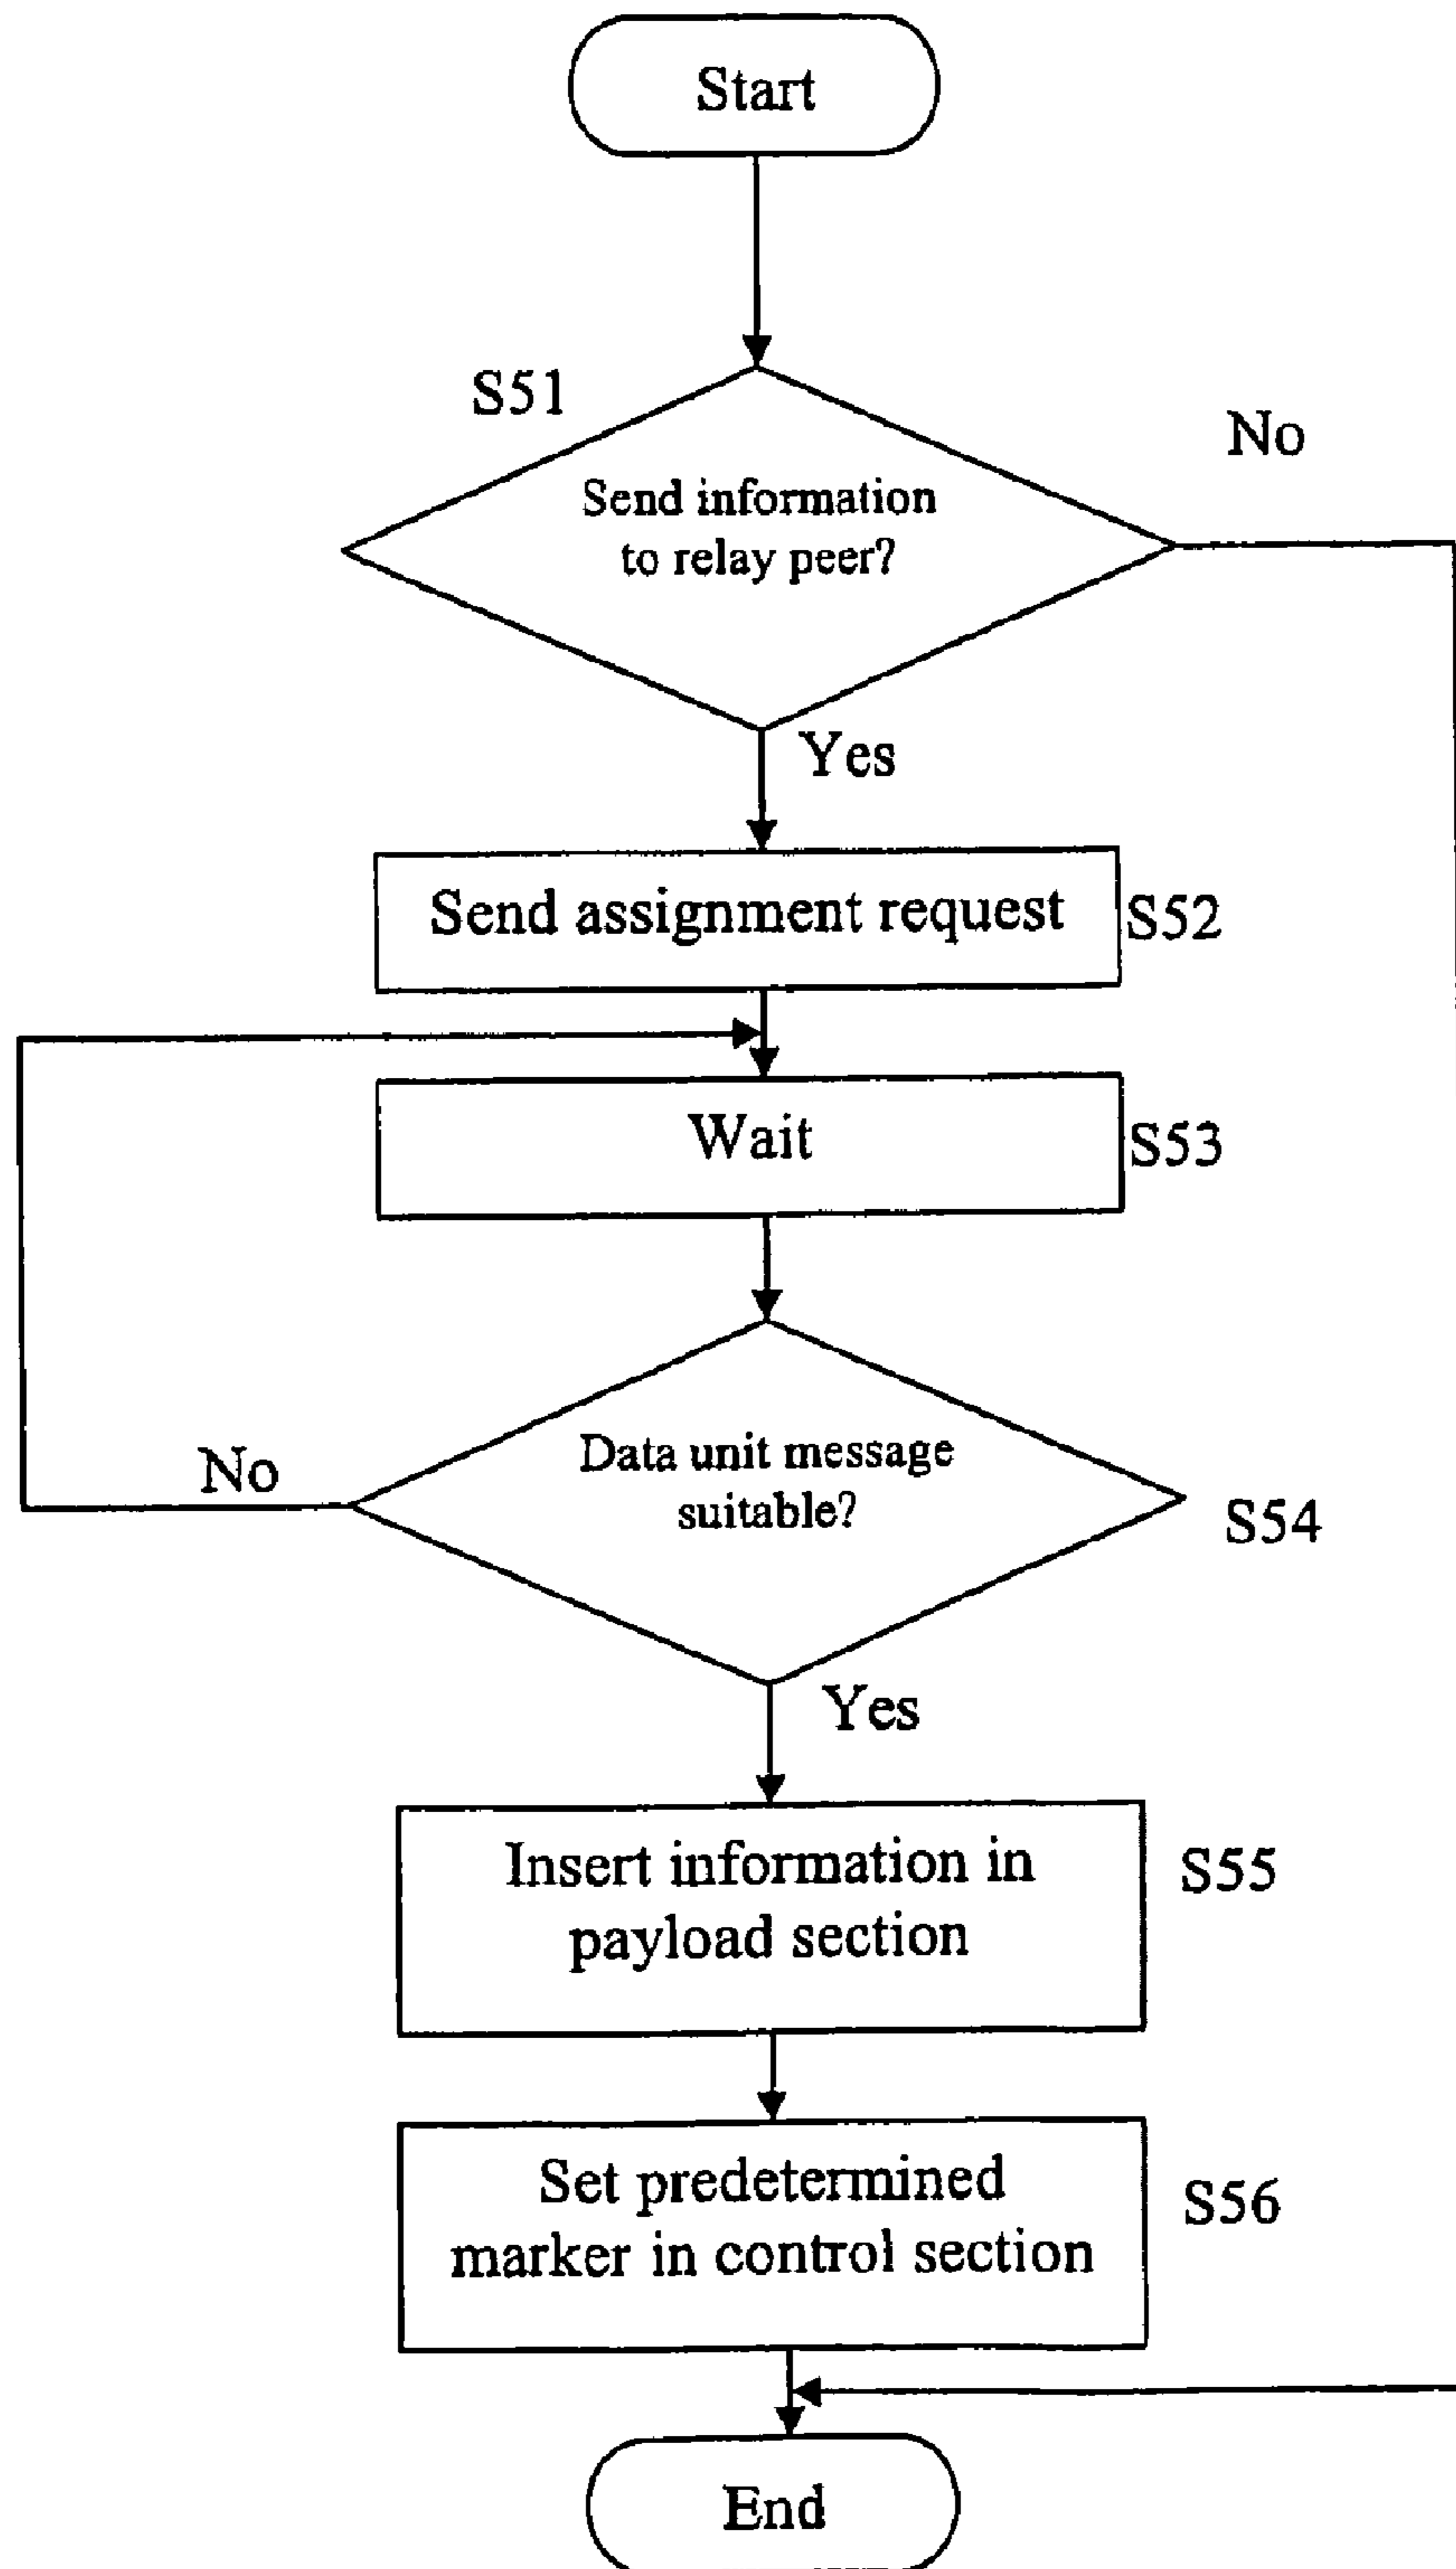 Start
S51
No
Send information
to relay peer?
Yes
Send assignment request
S52
Wait
S53
Data unit message
suitable?
No
S54
Yes
Insert information in
payload section
S55
Set predetermined
marker in control section
S56
End